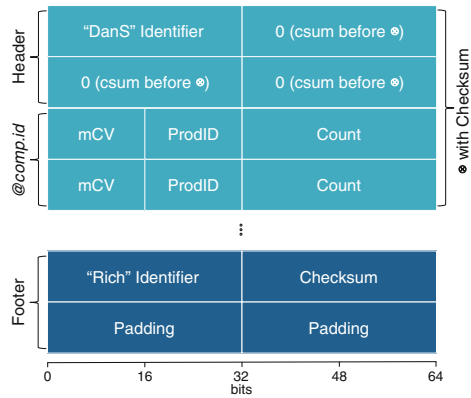 Header
“DanS” Identifier
0 (csum before ⊗)
0 (csum before ⊗)
0 (csum before ⊗)
@comp.id
mCV
ProdID
Count
mCV
ProdID
Count
⊗ with Checksum
⋮
Footer
“Rich” Identifier
Checksum
Padding
Padding
0
16
32
48
64
bits